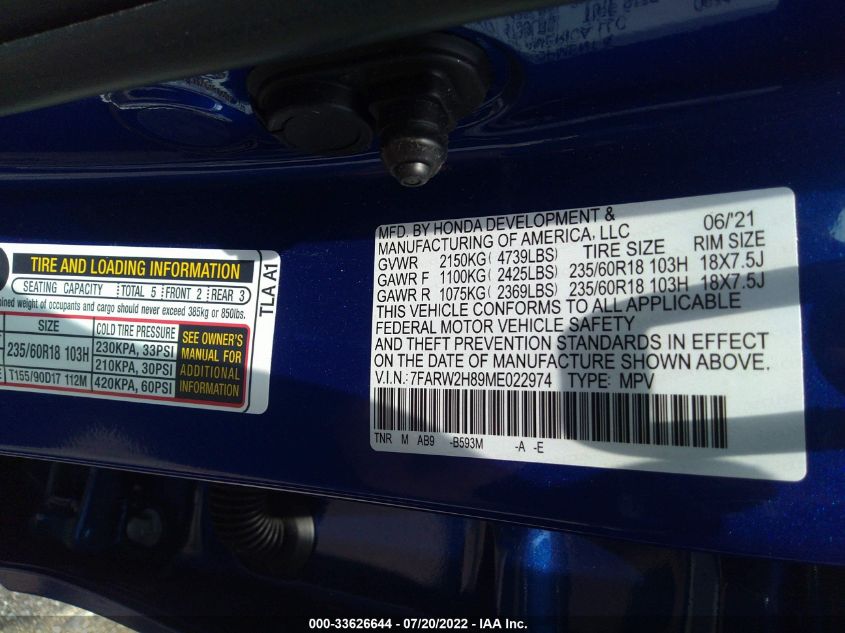 MFD. BY HONDA DEVELOPMENT & 06/'21
MANUFACTURING OF AMERICA, LLC
GVWR 2150KG( 4739LBS) TIRE SIZE RIM SIZE
GAWR F 1100KG( 2425LBS) 235/60R18 103H 18X7.5J
GAWR R 1075KG( 2369LBS) 235/60R18 103H 18X7.5J
THIS VEHICLE CONFORMS TO ALL APPLICABLE
FEDERAL MOTOR VEHICLE SAFETY
AND THEFT PREVENTION STANDARDS IN EFFECT
ON THE DATE OF MANUFACTURE SHOWN ABOVE.
V.I.N: 7FARW2H89ME022974 TYPE: MPV
TNR M AB9 -B593M -A -E
TIRE AND LOADING INFORMATION
SEATING CAPACITY TOTAL 5 FRONT 2 REAR 3
weight of occupants and cargo should never exceed 385kg or 850lbs.
SIZE COLD TIRE PRESSURE
235/60R18 103H 230KPA, 33PSI
210KPA, 30PSI
T155/90D17 112M 420KPA, 60PSI
SEE OWNER'S
MANUAL FOR
ADDITIONAL
INFORMATION
TLA A1
000-33626644 / 07/20/2022 - IAA Inc.